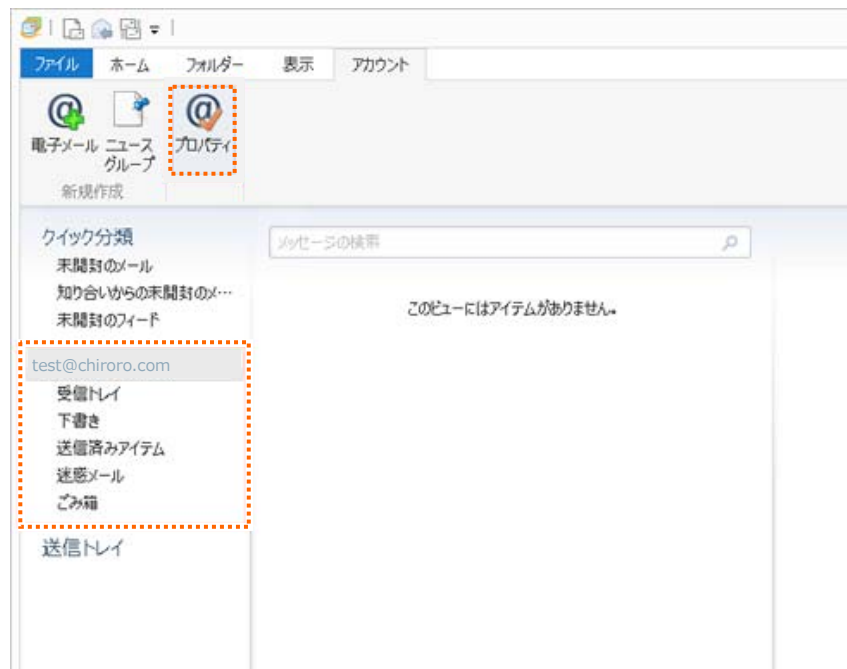 ファイル ホーム フォルダー 表示 アカウント
電子メール ニュース グループ プロパティ
新規作成
クイック分類
未開封のメール
知り合いからの未開封のメ…
未開封のフィード
test@chiroro.com
受信トレイ
下書き
送信済みアイテム
迷惑メール
ごみ箱
送信トレイ
メッセージの検索
このビューにはアイテムがありません。